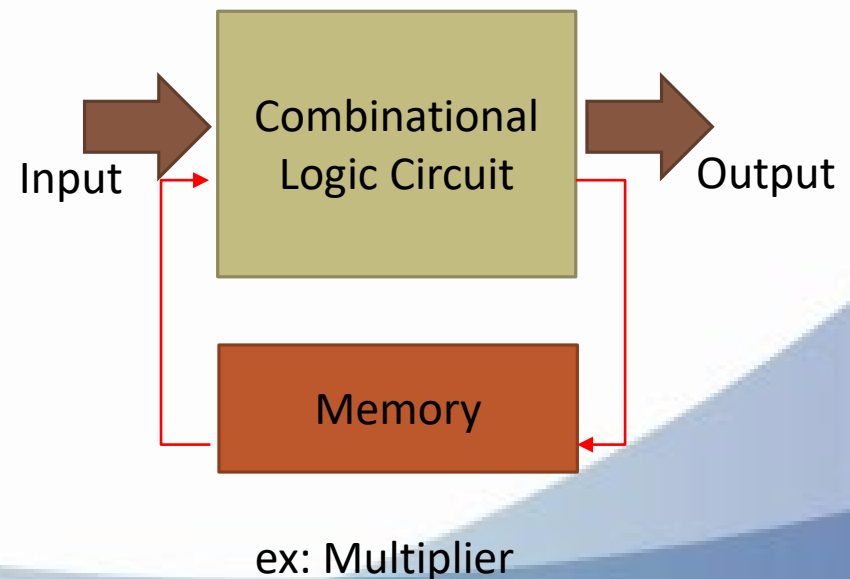 Combinational
Logic Circuit
Input
Output
Memory
ex: Multiplier